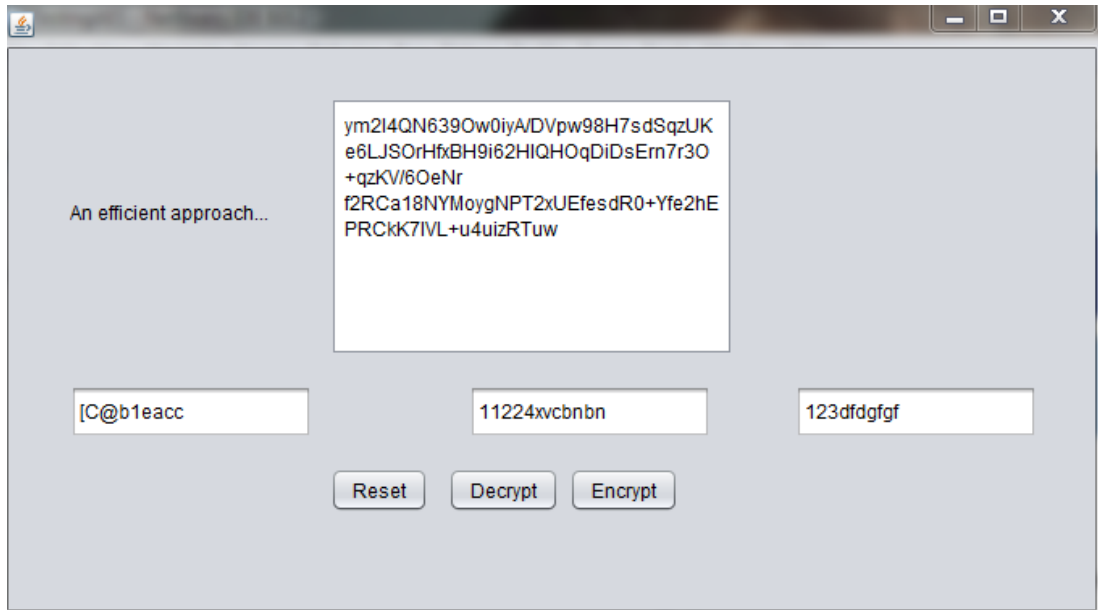 ym2I4QN639Ow0iyA/DVpw98H7sdSqzUK
e6LJSOrHfxBH9i62HIQHOqDiDsErn7r3O
+qzKV/6OeNr
f2RCa18NYMoygNPT2xUEfesdR0+Yfe2hE
PRCkK7IVL+u4uizRTuw
An efficient approach...
[C@b1eacc
11224xvcbnbn
123dfdgfgf
Reset
Decrypt
Encrypt